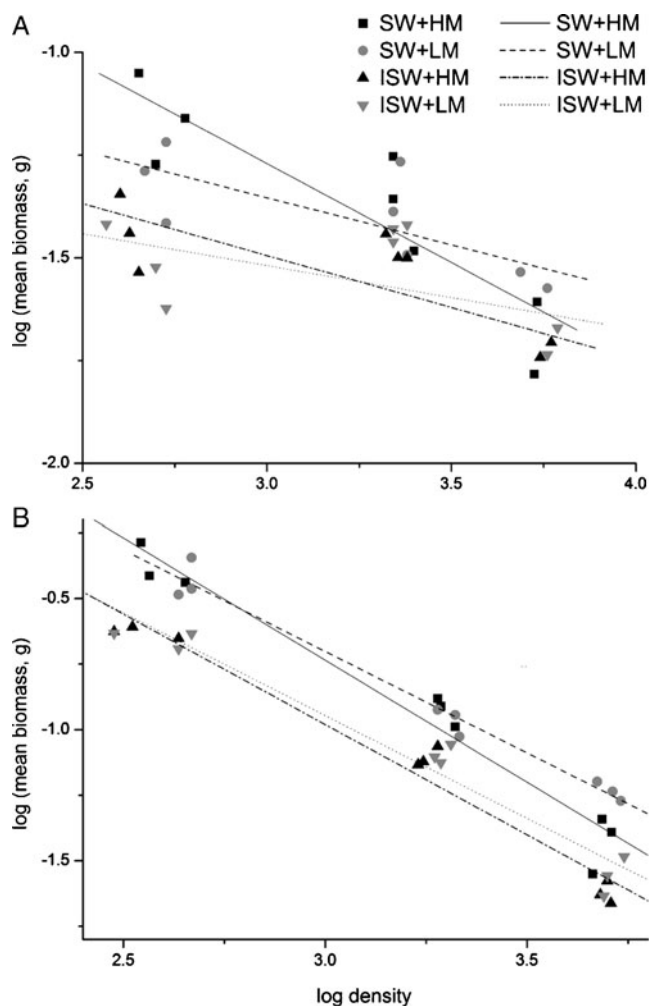 A
SW+HM SW+HM
SW+LM SW+LM
ISW+HM ISW+HM
ISW+LM ISW+LM
-1.0
-1.5
-2.0
log (mean biomass, g)
2.5 3.0 3.5 4.0
B
-0.5
-1.0
-1.5
log (mean biomass, g)
2.5 3.0 3.5
log density